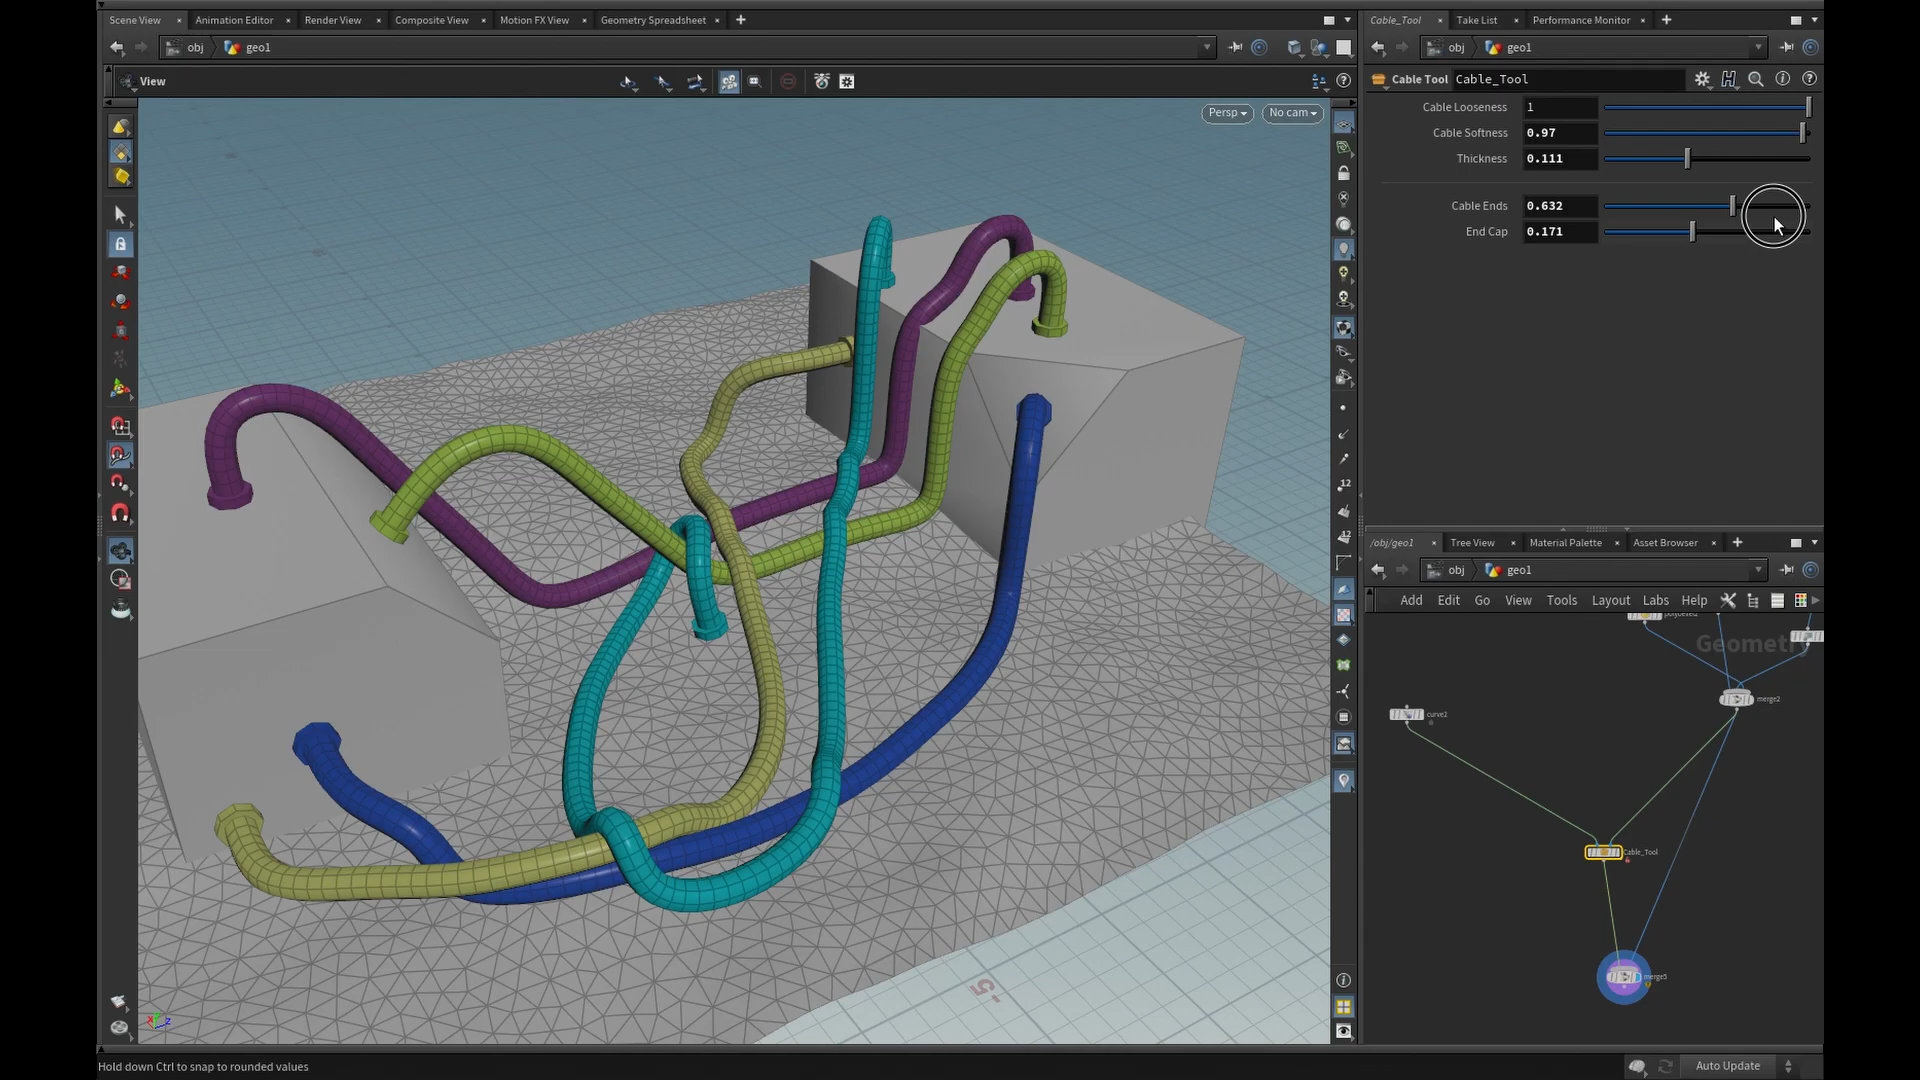 Scene View
Animation Editor
Render View
Composite View
Motion FX View
Geometry Spreadsheet
obj
geo1
View
Persp
No cam
12
12
-5
Hold down Ctrl to snap to rounded values
Cable_Tool
Take List
Performance Monitor
obj
geo1
Cable Tool
Cable_Tool
Cable Looseness
1
Cable Softness
0.97
Thickness
0.111
Cable Ends
0.632
End Cap
0.171
/obj/geo1
Tree View
Material Palette
Asset Browser
obj
geo1
Add
Edit
Go
View
Tools
Layout
Labs
Help
Geometry
merge2
curve2
Cable_Tool
merge5
Auto Update